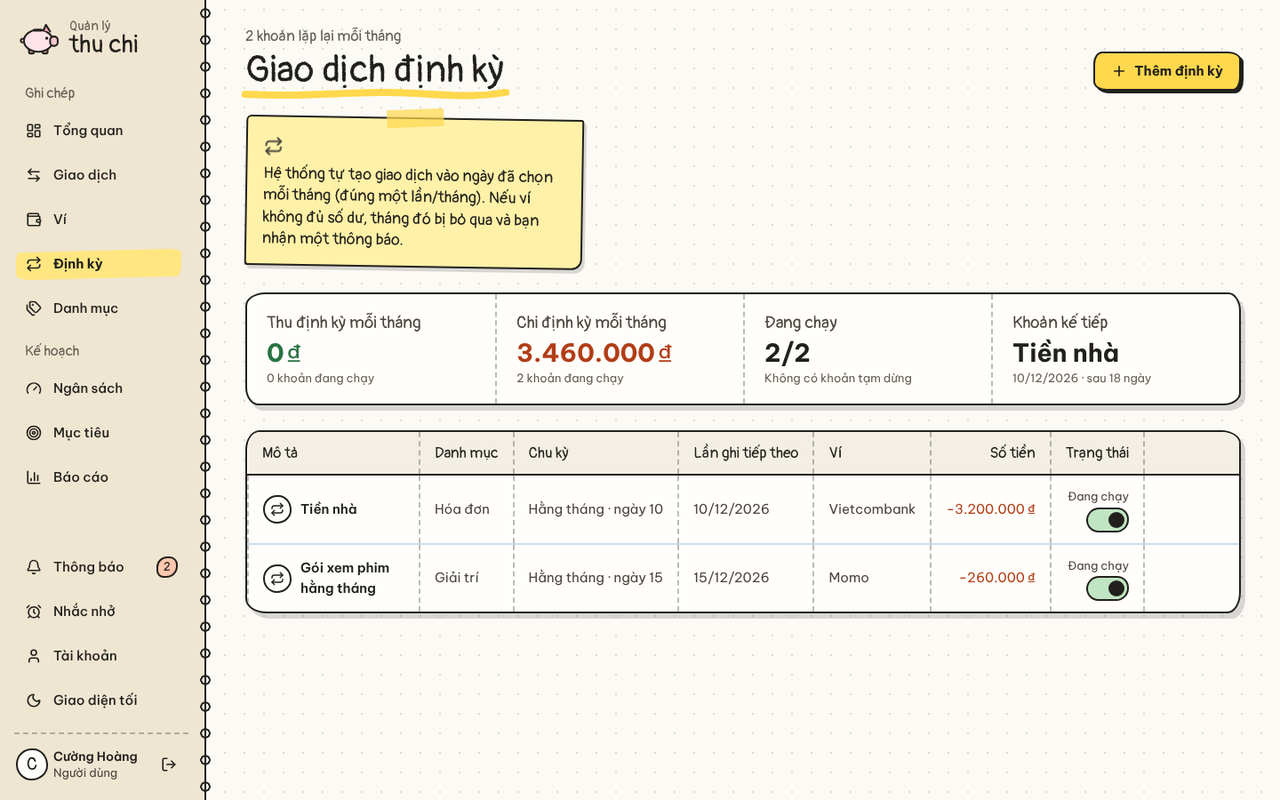 Quản lý
thu chi
Ghi chép
Tổng quan
Giao dịch
Ví
Định kỳ
Danh mục
Kế hoạch
Ngân sách
Mục tiêu
Báo cáo
Thông báo 2
Nhắc nhở
Tài khoản
Giao diện tối
C
Cường Hoàng
Người dùng
2 khoản lặp lại mỗi tháng
Giao dịch định kỳ
Thêm định kỳ
Hệ thống tự tạo giao dịch vào ngày đã chọn
mỗi tháng (đúng một lần/tháng). Nếu ví
không đủ số dư, tháng đó bị bỏ qua và bạn
nhận một thông báo.
Thu định kỳ mỗi tháng
0 ₫
0 khoản đang chạy
Chi định kỳ mỗi tháng
3.460.000 ₫
2 khoản đang chạy
Đang chạy
2/2
Không có khoản tạm dừng
Khoản kế tiếp
Tiền nhà
10/12/2026 · sau 18 ngày
Mô tả Danh mục Chu kỳ Lần ghi tiếp theo Ví Số tiền Trạng thái
Tiền nhà Hóa đơn Hằng tháng · ngày 10 10/12/2026 Vietcombank -3.200.000 ₫ Đang chạy
Gói xem phim
hằng tháng Giải trí Hằng tháng · ngày 15 15/12/2026 Momo -260.000 ₫ Đang chạy